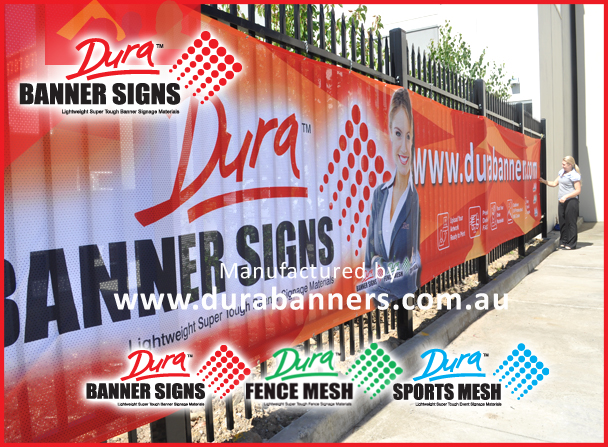 Dura™
BANNER SIGNS
Lightweight Super Tough Banner Signage Materials
Dura™
BANNER SIGNS
Lightweight Super Tough Signage Materials
www.durabanners.com
Manufactured by
www.durabanners.com.au
Dura™
BANNER SIGNS
Lightweight Super Tough Banner Signage Materials
Dura™
FENCE MESH
Lightweight Super Tough Fence Signage Materials
Dura™
SPORTS MESH
Lightweight Super Tough Event Signage Materials